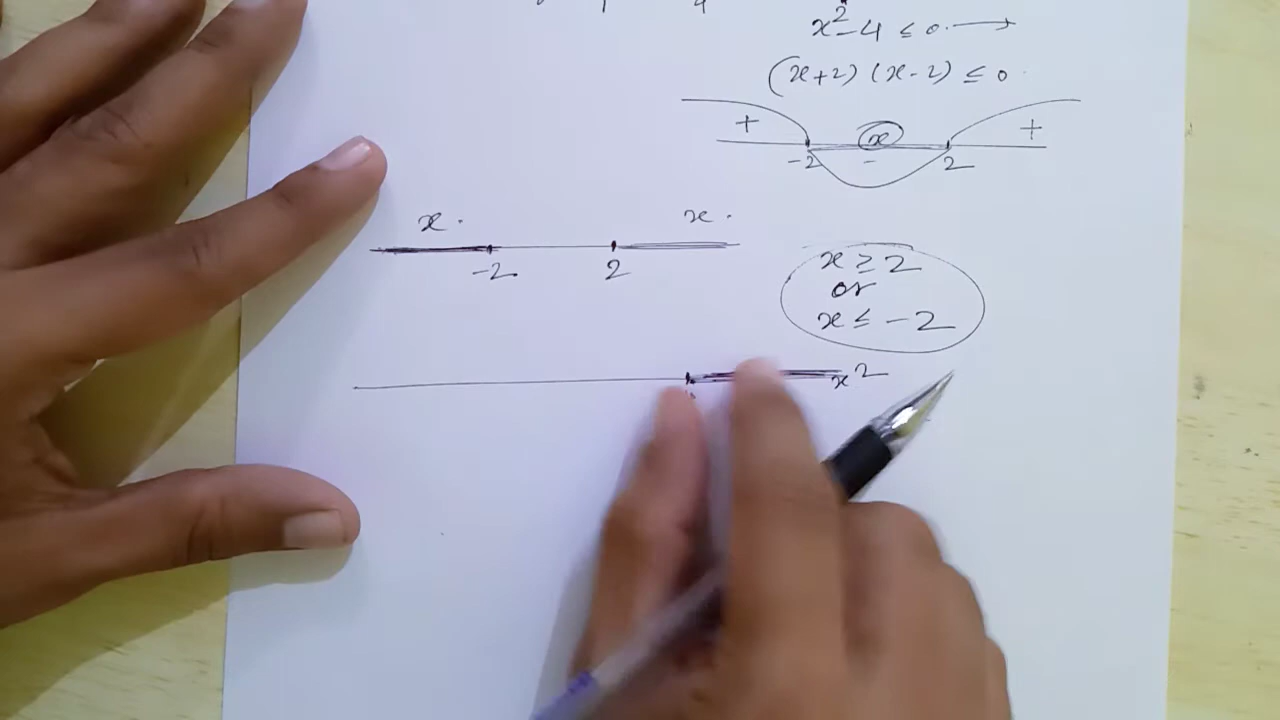 x² - 4 ≤ 0. →
(x+2) (x-2) ≤ 0.
+ x +
-2 - 2
x. x.
-2 2
x ≥ 2
or
x ≤ -2
x²